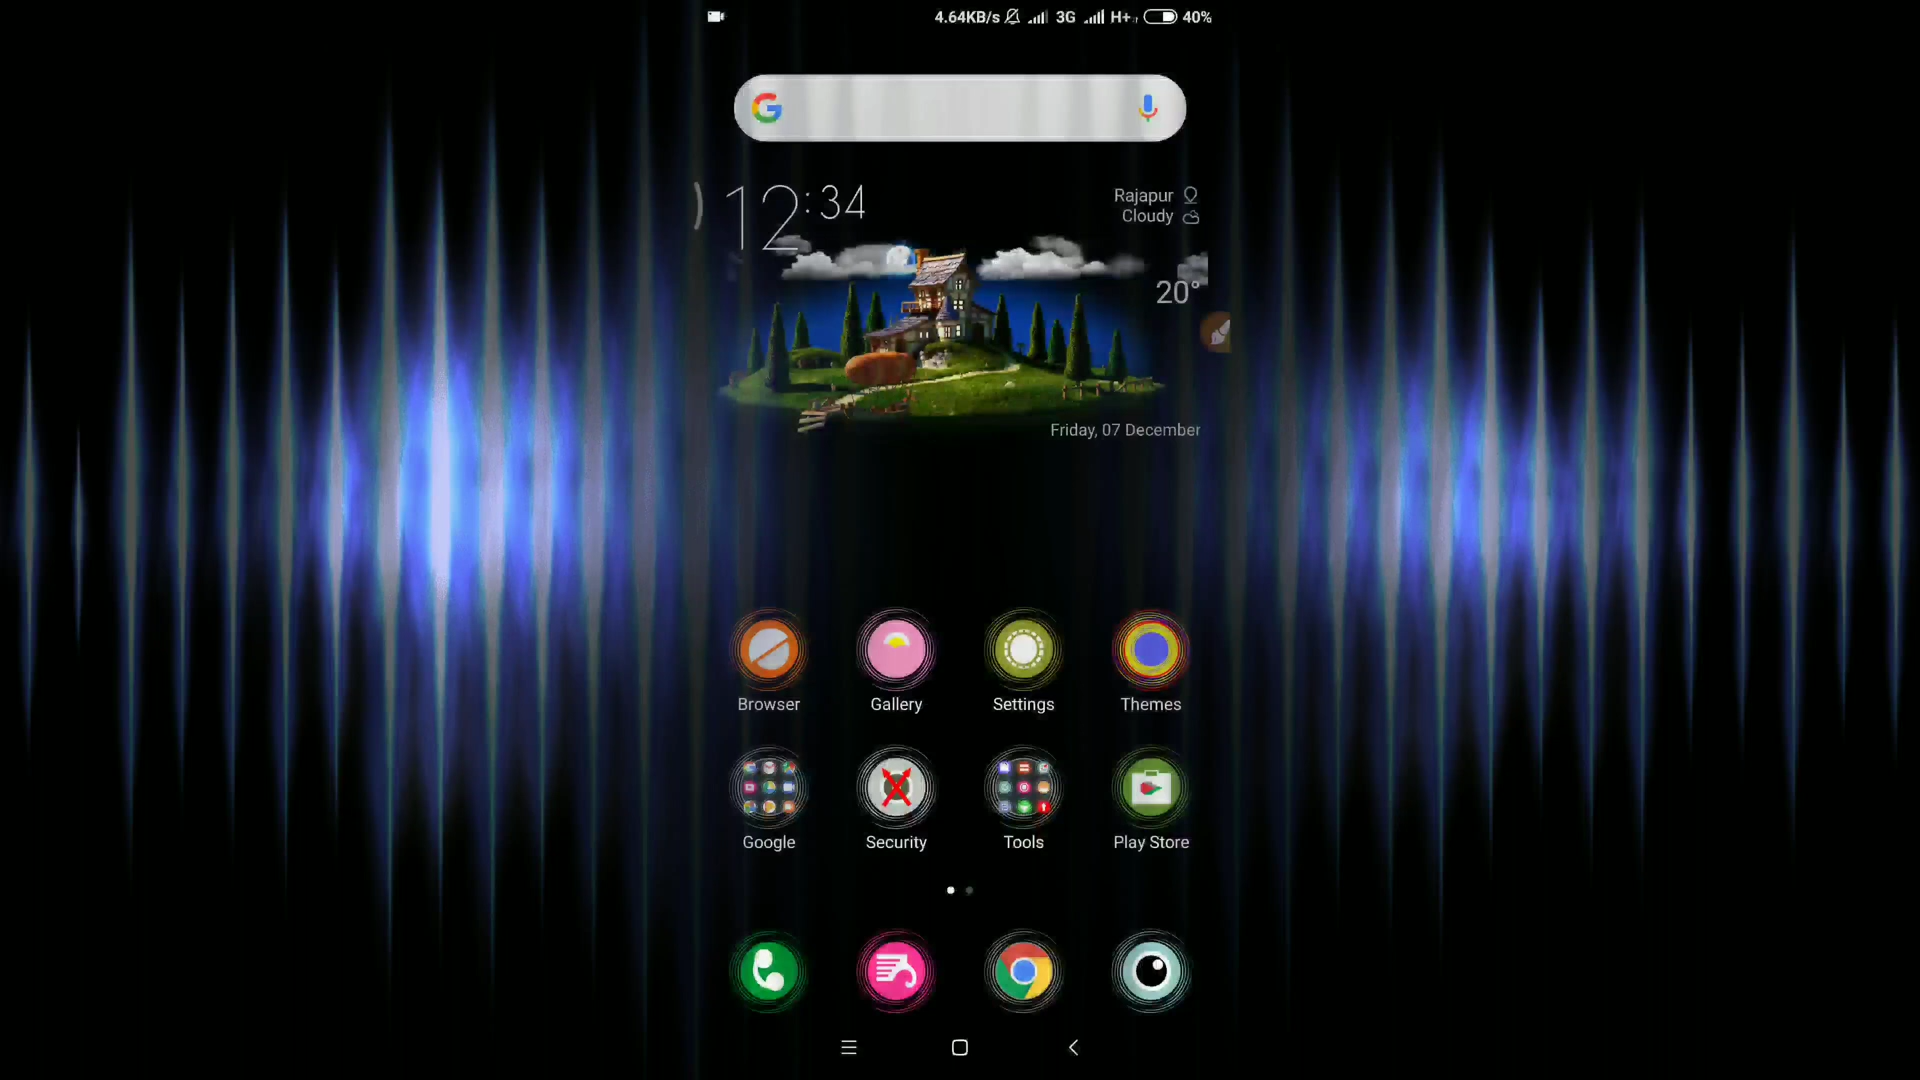 4.64KB/s 3G H+ 40%
12:34
Rajapur
Cloudy
20°
Friday, 07 December
Browser Gallery Settings Themes
Google Security Tools Play Store